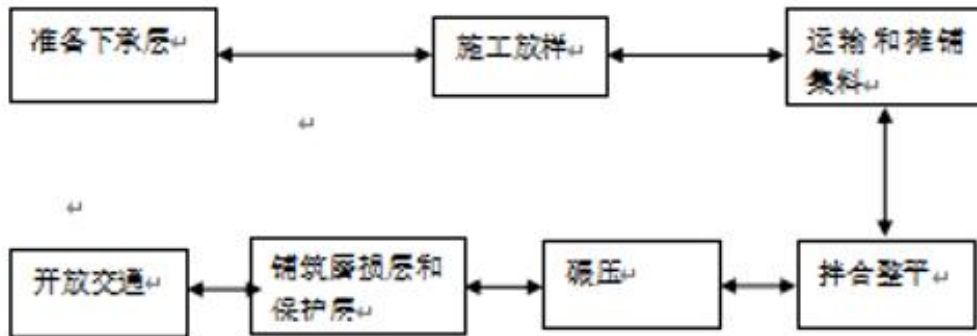 准备下承层
施工放样
运输和摊铺
集料
开放交通
铺筑磨损层和
保护层
碾压
拌合整平